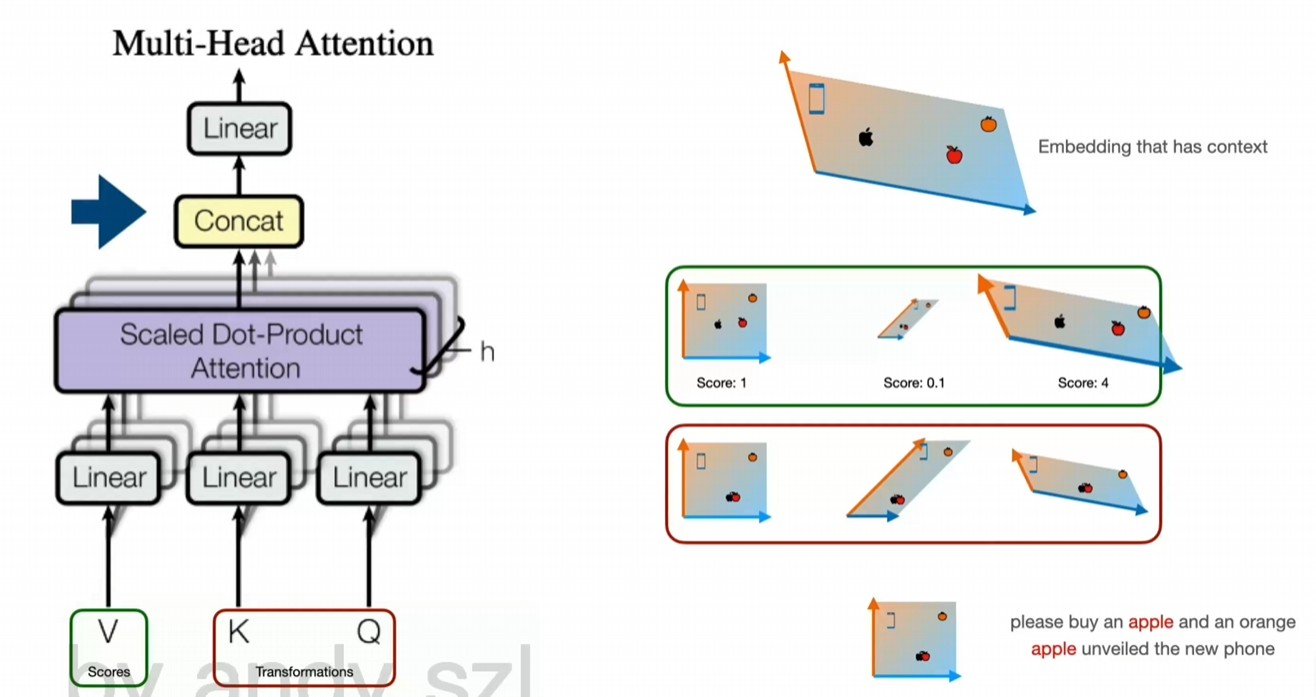 Multi-Head Attention
Linear
Concat
Scaled Dot-Product
Attention
h
Linear
Linear
Linear
V
Scores
K
Q
Transformations
by andy szl
Embedding that has context
Score: 1
Score: 0.1
Score: 4
please buy an apple and an orange
apple unveiled the new phone